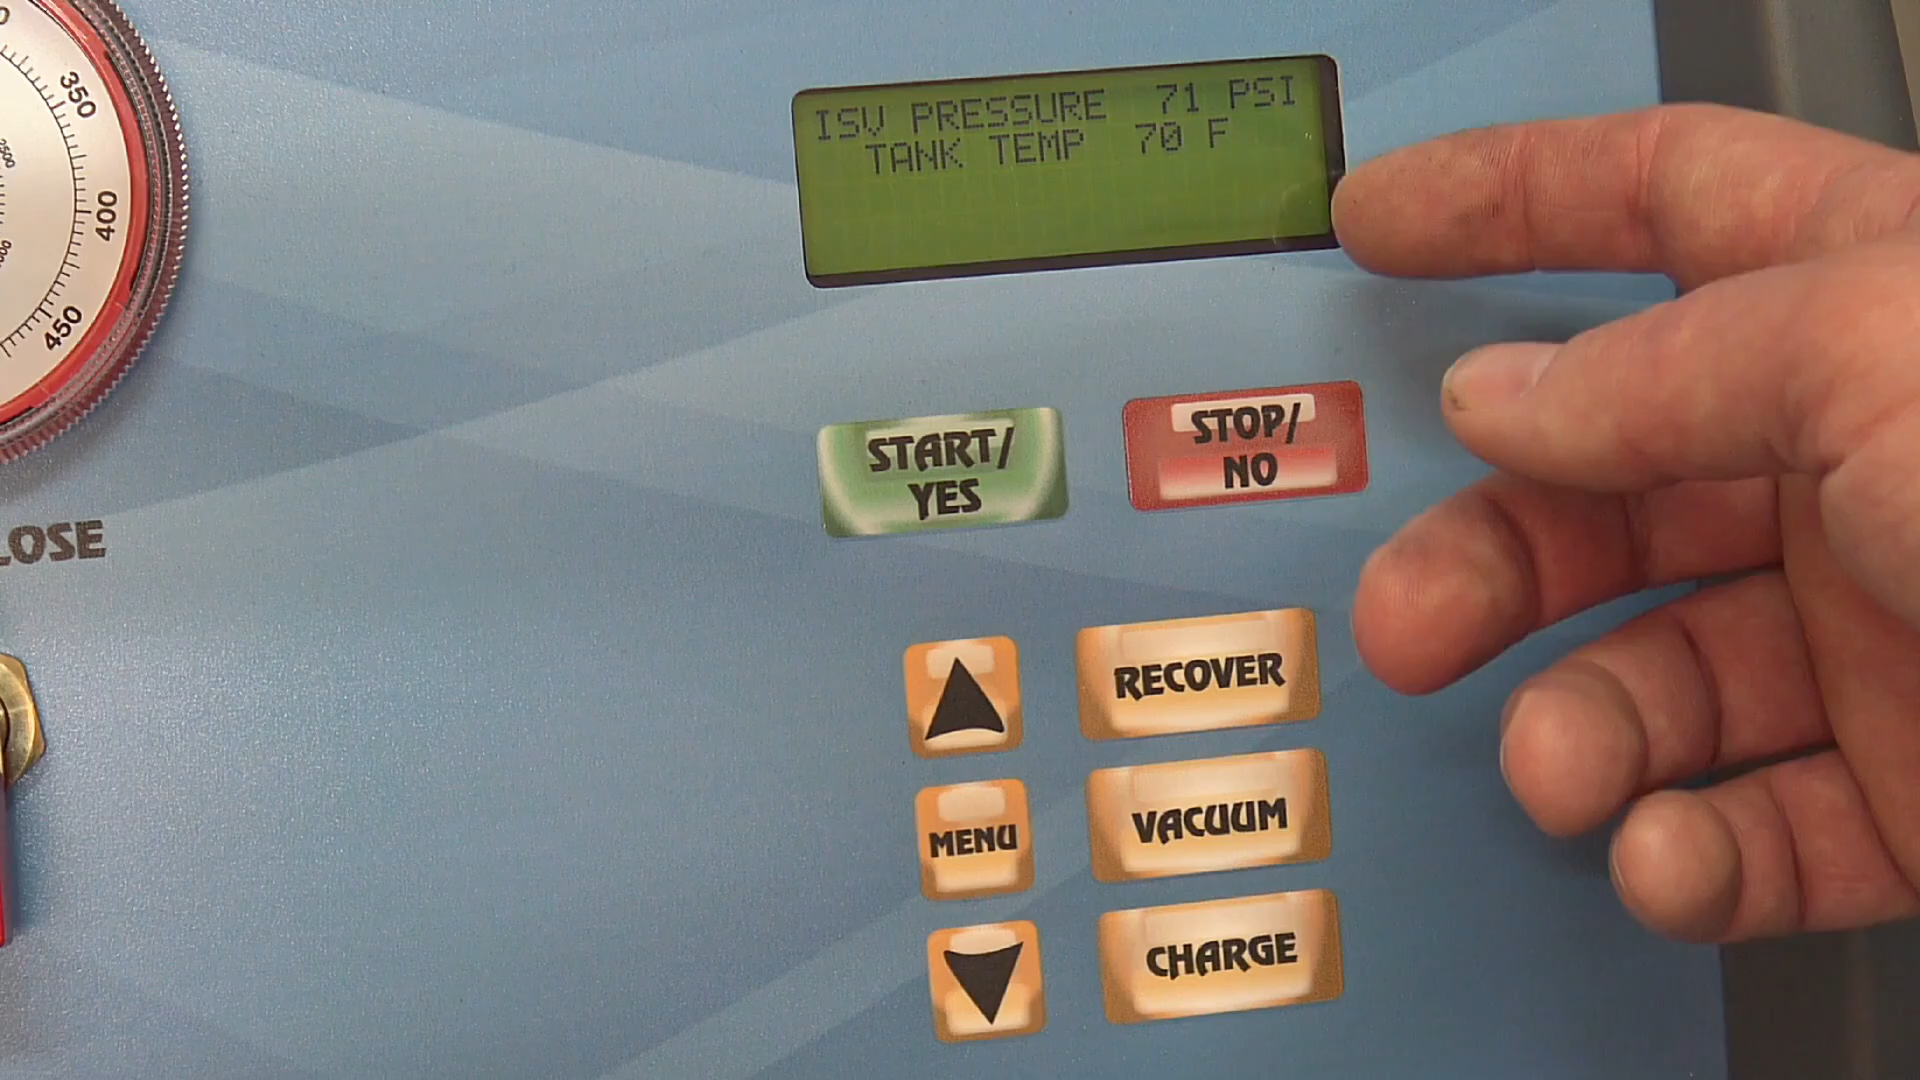 ISV PRESSURE 71 PSI
TANK TEMP 70 F
350
400
450
2500
LOSE
START/
YES
STOP/
NO
RECOVER
MENU
VACUUM
CHARGE